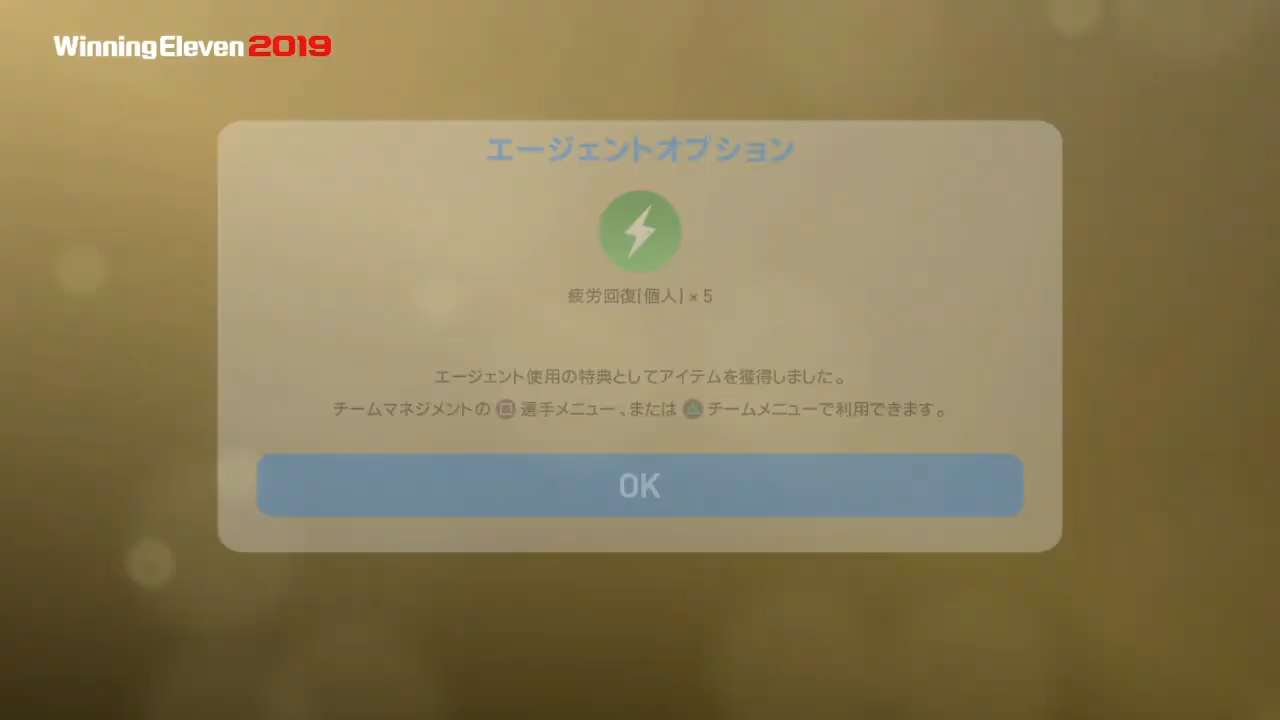 WinningEleven 2019
エージェントオプション
疲労回復[個人] × 5
エージェント使用の特典としてアイテムを獲得しました。
チームマネジメントの 選手メニュー、または チームメニューで利用できます。
OK